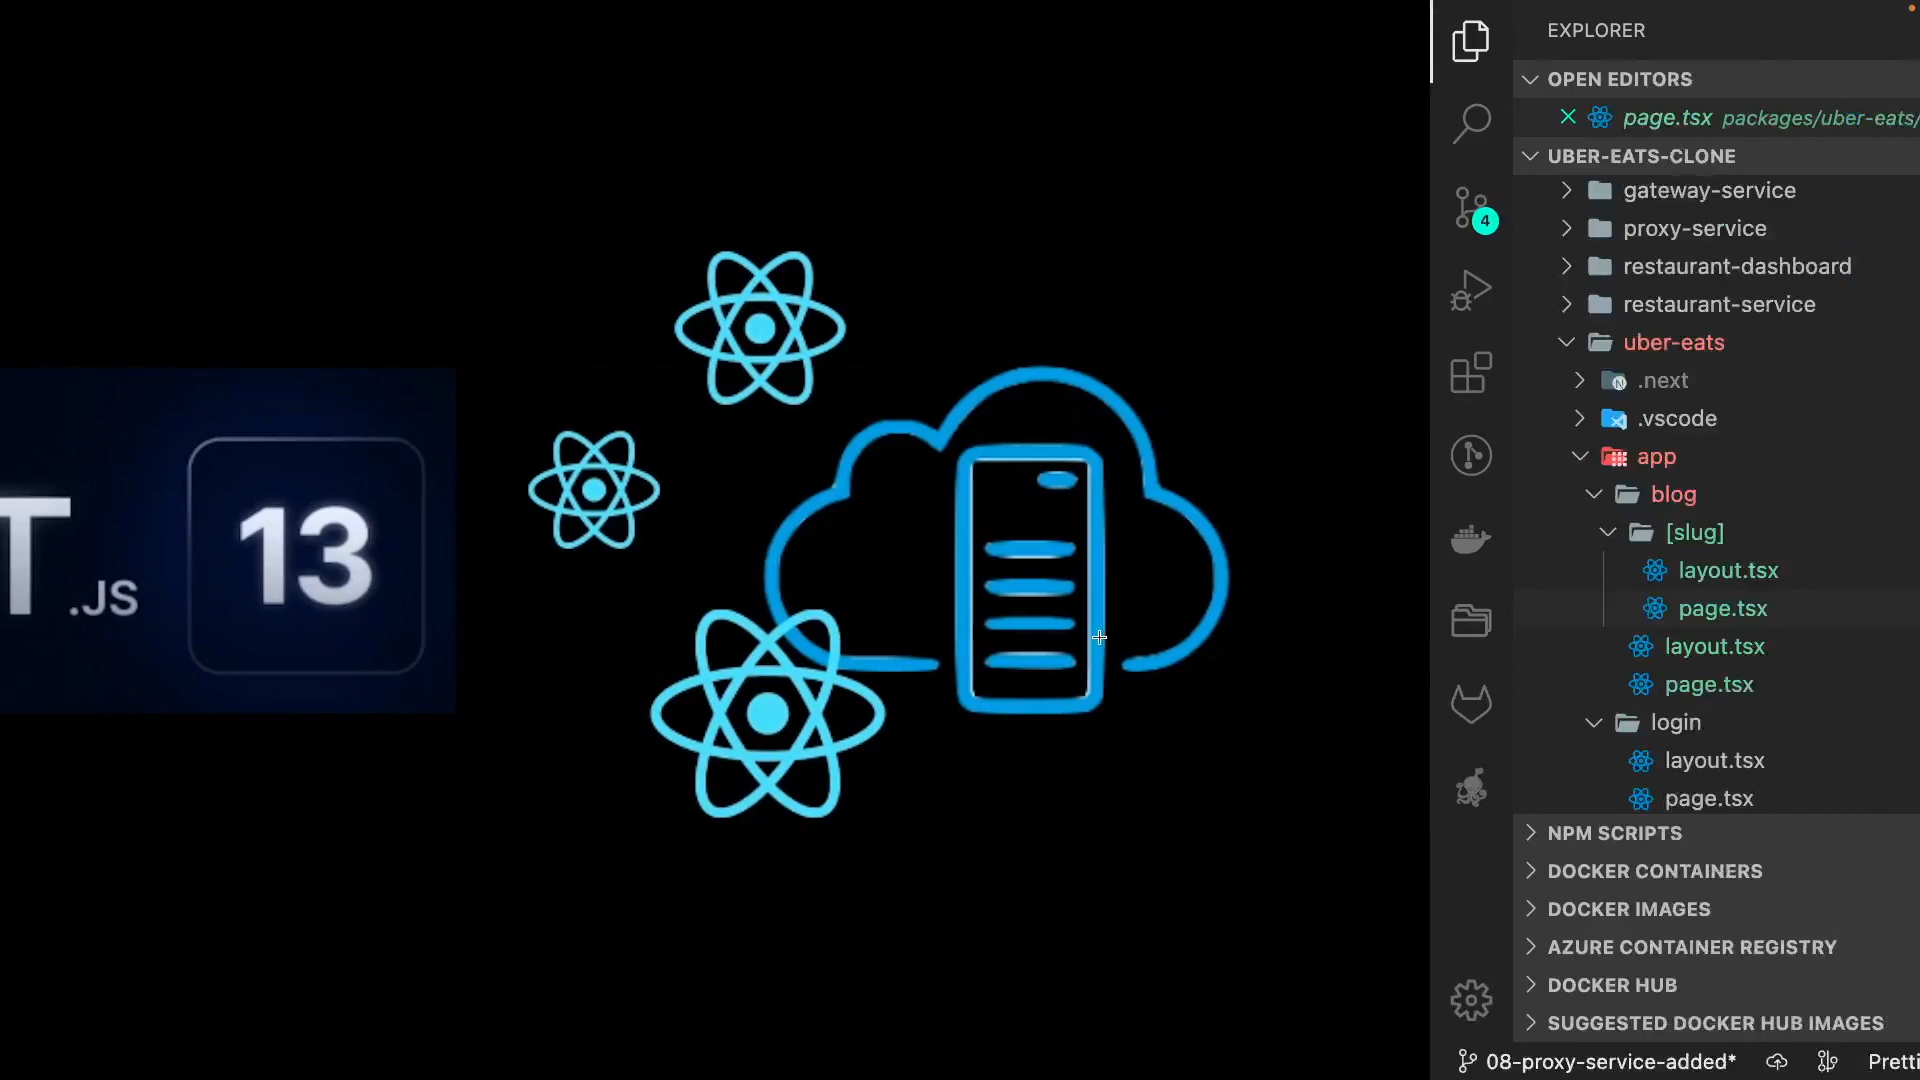 T.JS
13
EXPLORER
OPEN EDITORS
page.tsx packages/uber-eats/
UBER-EATS-CLONE
gateway-service
proxy-service
restaurant-dashboard
restaurant-service
uber-eats
.next
.vscode
app
blog
[slug]
layout.tsx
page.tsx
layout.tsx
page.tsx
login
layout.tsx
page.tsx
NPM SCRIPTS
DOCKER CONTAINERS
DOCKER IMAGES
AZURE CONTAINER REGISTRY
DOCKER HUB
SUGGESTED DOCKER HUB IMAGES
4
08-proxy-service-added*
Pretti